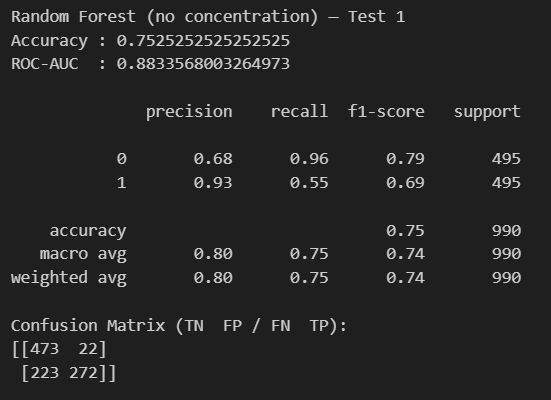 Random Forest (no concentration) — Test 1
Accuracy : 0.7525252525252525
ROC-AUC  : 0.8833568003264973
precision    recall  f1-score   support
0       0.68      0.96      0.79       495
1       0.93      0.55      0.69       495
accuracy                           0.75       990
macro avg       0.80      0.75      0.74       990
weighted avg       0.80      0.75      0.74       990
Confusion Matrix (TN  FP / FN  TP):
[[473  22]
[223 272]]